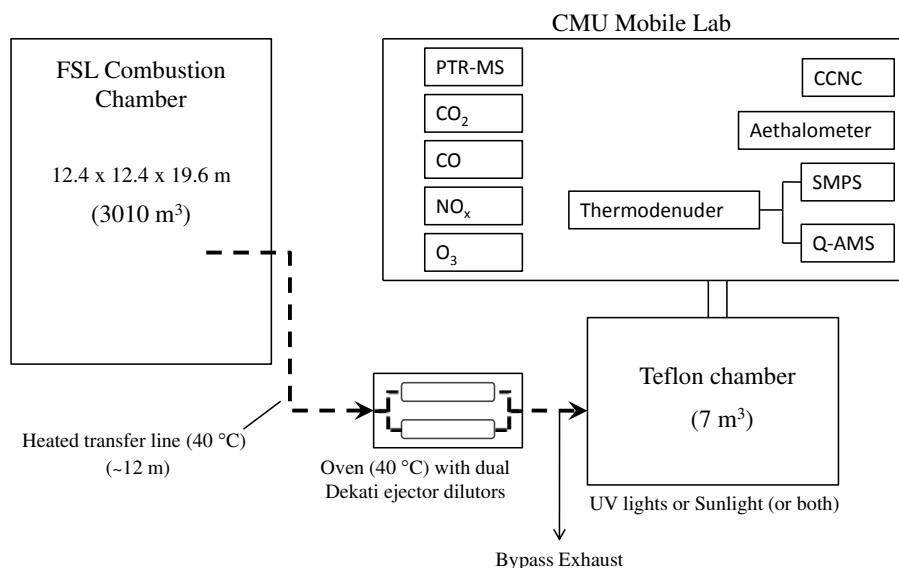 CMU Mobile Lab
FSL Combustion
Chamber
12.4 x 12.4 x 19.6 m
(3010 m³)
PTR-MS
CO₂
CO
NOₓ
O₃
CCNC
Aethalometer
Thermodenuder
SMPS
Q-AMS
Teflon chamber
(7 m³)
Heated transfer line (40 °C)
(~12 m)
Oven (40 °C) with dual
Dekati ejector dilutors
UV lights or Sunlight (or both)
Bypass Exhaust